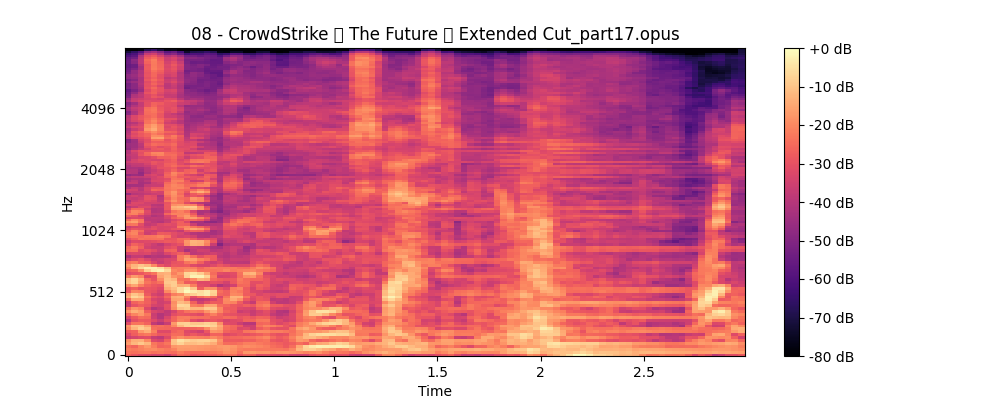 08 - CrowdStrike ▯ The Future ▯ Extended Cut_part17.opus
Hz
4096
2048
1024
512
0
0
0.5
1
1.5
2
2.5
Time
+0 dB
-10 dB
-20 dB
-30 dB
-40 dB
-50 dB
-60 dB
-70 dB
-80 dB